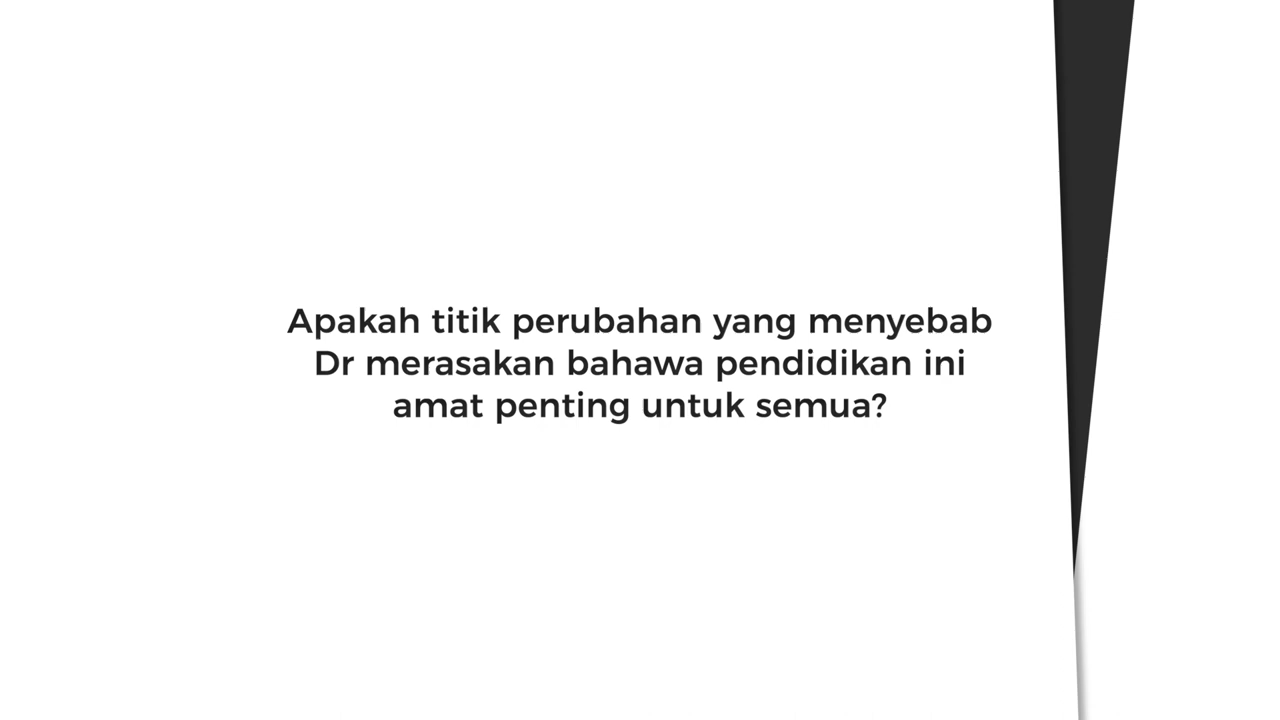 Apakah titik perubahan yang menyebab
Dr merasakan bahawa pendidikan ini
amat penting untuk semua?